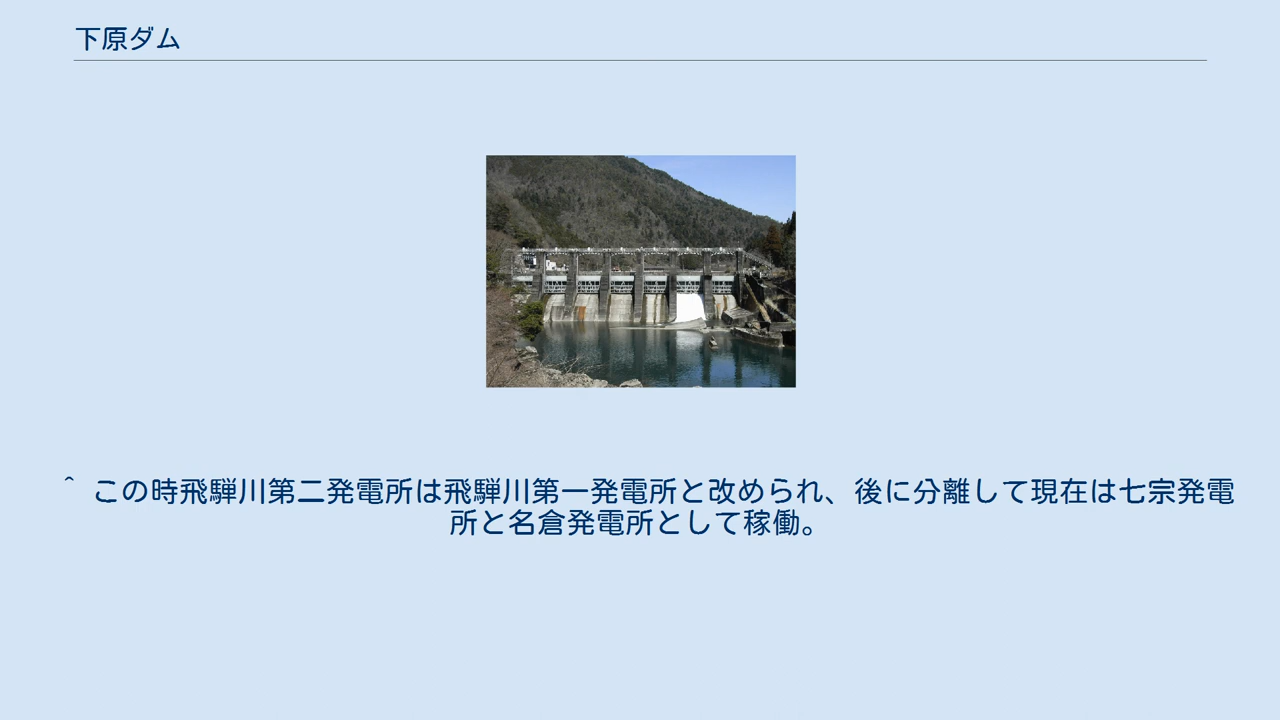 下原ダム
^ この時飛騨川第二発電所は飛騨川第一発電所と改められ、後に分離して現在は七宗発電
所と名倉発電所として稼働。